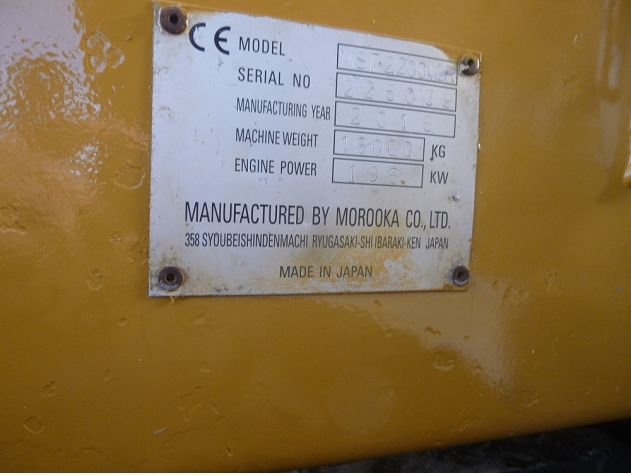 CE MODEL
SERIAL NO
MANUFACTURING YEAR 2016
MACHINE WEIGHT KG
ENGINE POWER KW
MANUFACTURED BY MOROOKA CO., LTD.
358 SYOUBEISHINDENMACHI RYUGASAKI-SHI IBARAKI-KEN JAPAN
MADE IN JAPAN